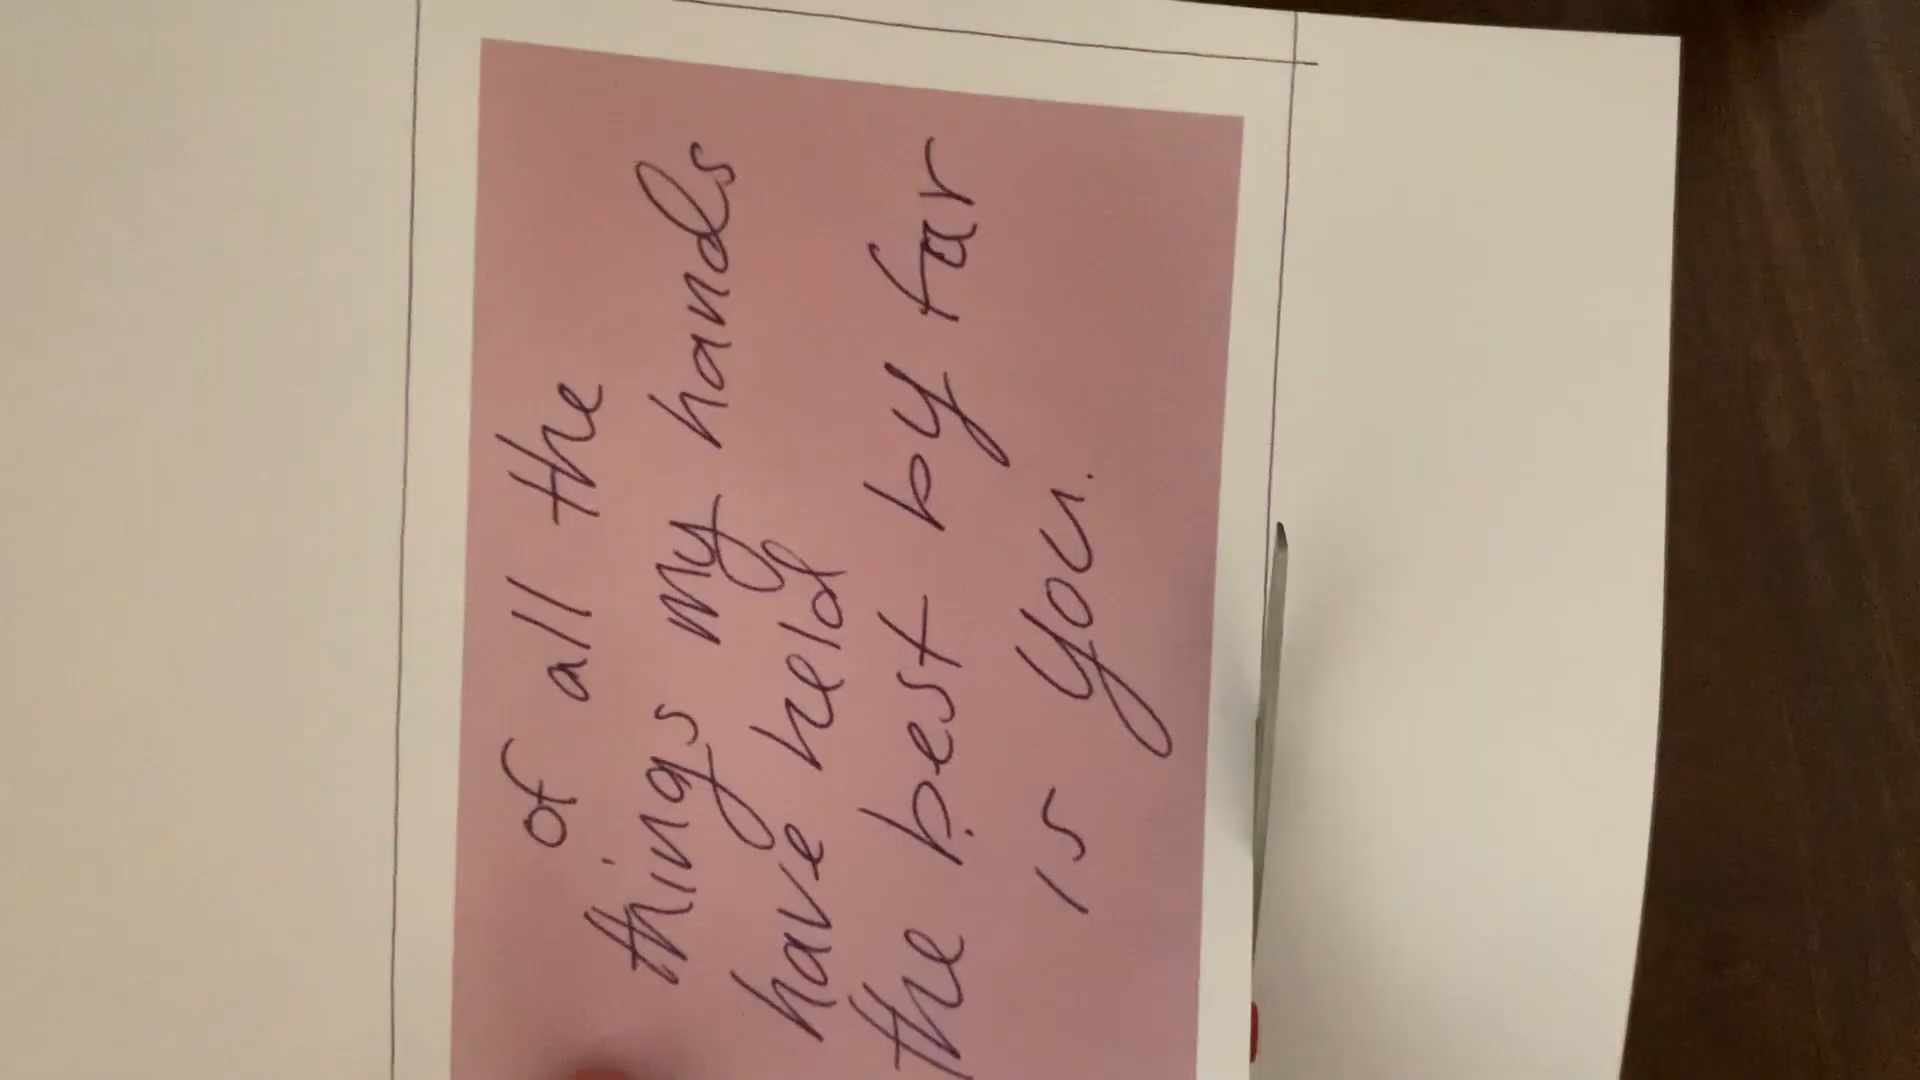 of all the
things my hands
have held
the best by far
is you.